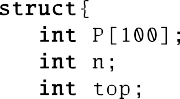 struct{
int P[100];
int n;
int top;